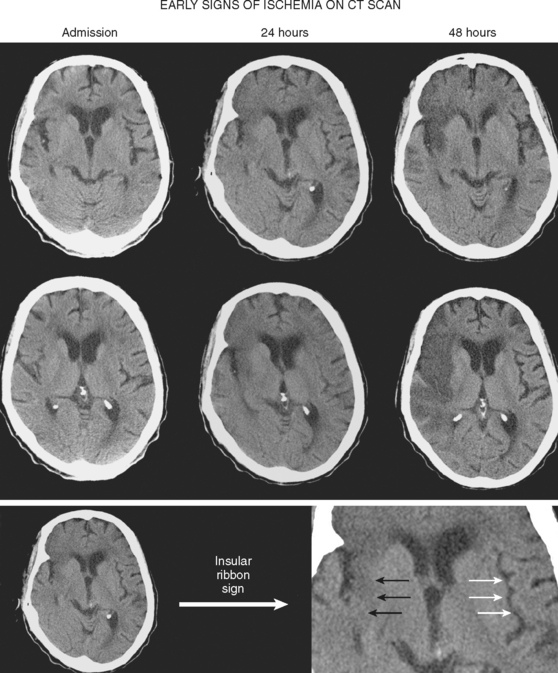 EARLY SIGNS OF ISCHEMIA ON CT SCAN
Admission
24 hours
48 hours
Insular
ribbon
sign